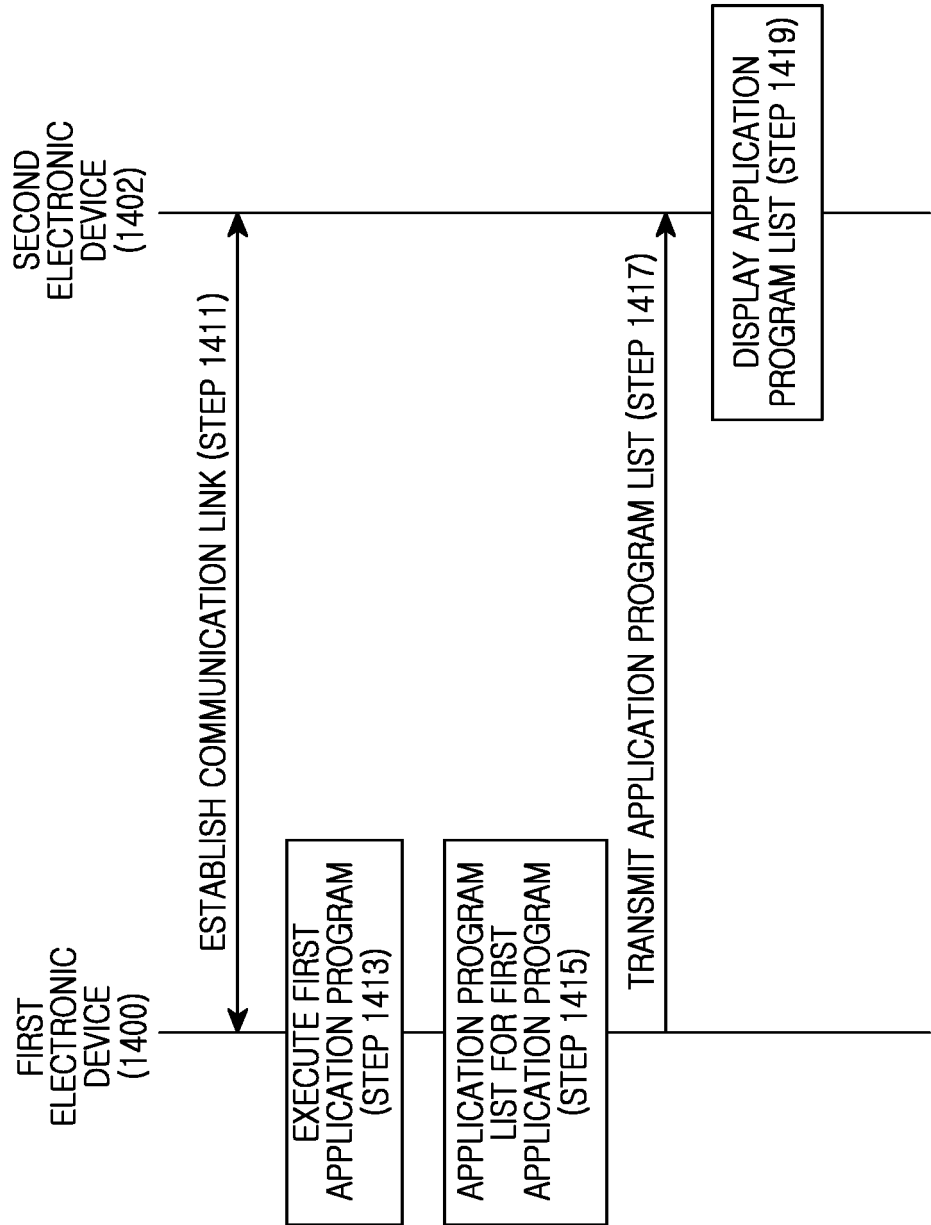 FIRST
ELECTRONIC
DEVICE
(1400)
SECOND
ELECTRONIC
DEVICE
(1402)
ESTABLISH COMMUNICATION LINK (STEP 1411)
EXECUTE FIRST
APPLICATION PROGRAM
(STEP 1413)
APPLICATION PROGRAM
LIST FOR FIRST
APPLICATION PROGRAM
(STEP 1415)
TRANSMIT APPLICATION PROGRAM LIST (STEP 1417)
DISPLAY APPLICATION
PROGRAM LIST (STEP 1419)